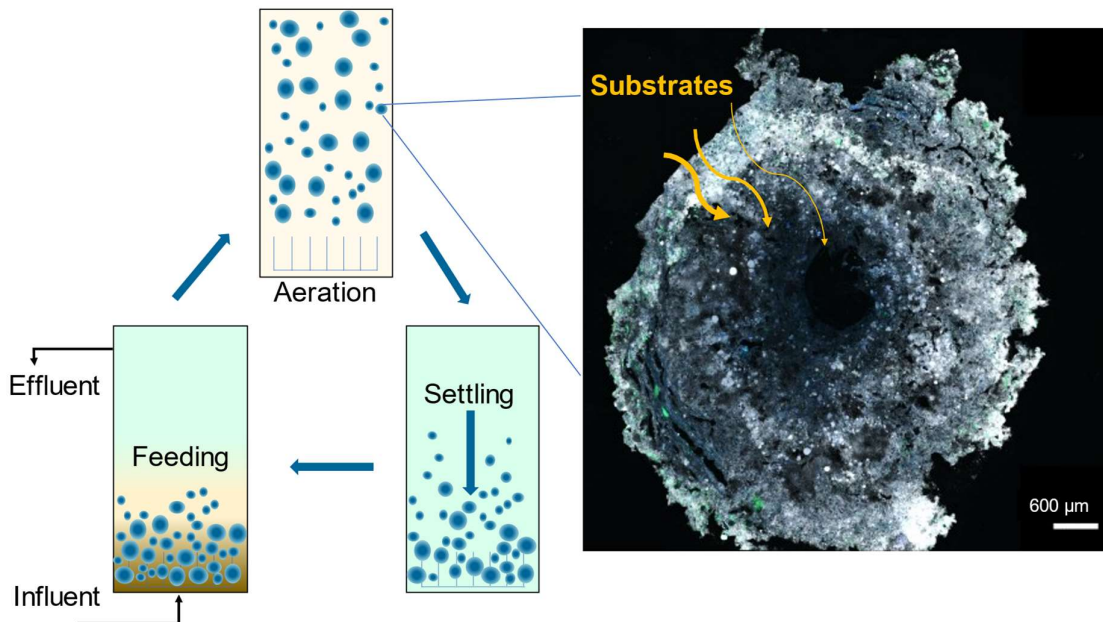 Substrates
Aeration
Effluent
Settling
Feeding
600 µm
Influent